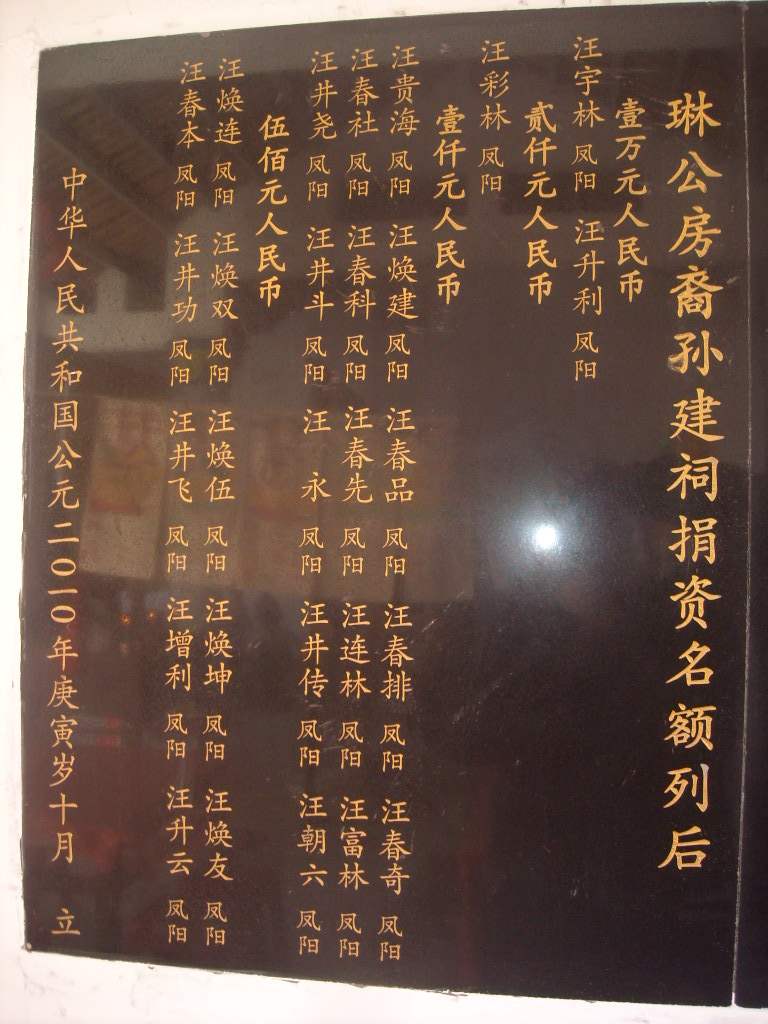 琳公房裔孙建祠捐资名额列后
壹万元人民币
汪宇林 凤阳 汪升利 凤阳
贰仟元人民币
汪彩林 凤阳
壹仟元人民币
汪贵海 凤阳 汪焕建 凤阳 汪春品 凤阳 汪春排 凤阳 汪春奇 凤阳
汪春社 凤阳 汪春科 凤阳 汪春先 凤阳 汪连林 凤阳 汪富林 凤阳
汪井尧 凤阳 汪井斗 凤阳 汪永 凤阳 汪井传 凤阳 汪朝六 凤阳
伍佰元人民币
汪焕连 凤阳 汪焕双 凤阳 汪焕伍 凤阳 汪焕坤 凤阳 汪焕友 凤阳
汪春本 凤阳 汪井功 凤阳 汪井飞 凤阳 汪增利 凤阳 汪升云 凤阳
中华人民共和国公元二0一0年庚寅岁十月 立